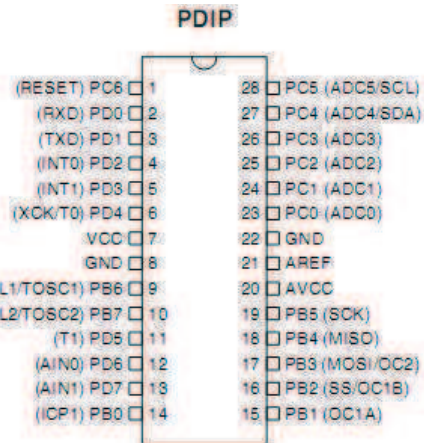 PDIP
(RESET) PC6 1 28 PC5 (ADC5/SCL)
(RXD) PD0 2 27 PC4 (ADC4/SDA)
(TXD) PD1 3 26 PC3 (ADC3)
(INT0) PD2 4 25 PC2 (ADC2)
(INT1) PD3 5 24 PC1 (ADC1)
(XCK/T0) PD4 6 23 PC0 (ADC0)
VCC 7 22 GND
GND 8 21 AREF
L1/TOSC1) PB6 9 20 AVCC
L2/TOSC2) PB7 10 19 PB5 (SCK)
(T1) PD5 11 18 PB4 (MISO)
(AIN0) PD6 12 17 PB3 (MOSI/OC2)
(AIN1) PD7 13 16 PB2 (SS/OC1B)
(ICP1) PB0 14 15 PB1 (OC1A)